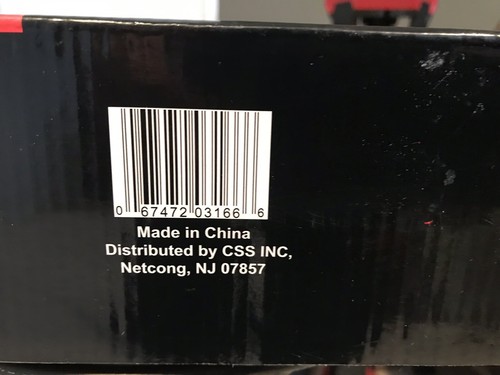 0 67472 03166 6
Made in China
Distributed by CSS INC,
Netcong, NJ 07857